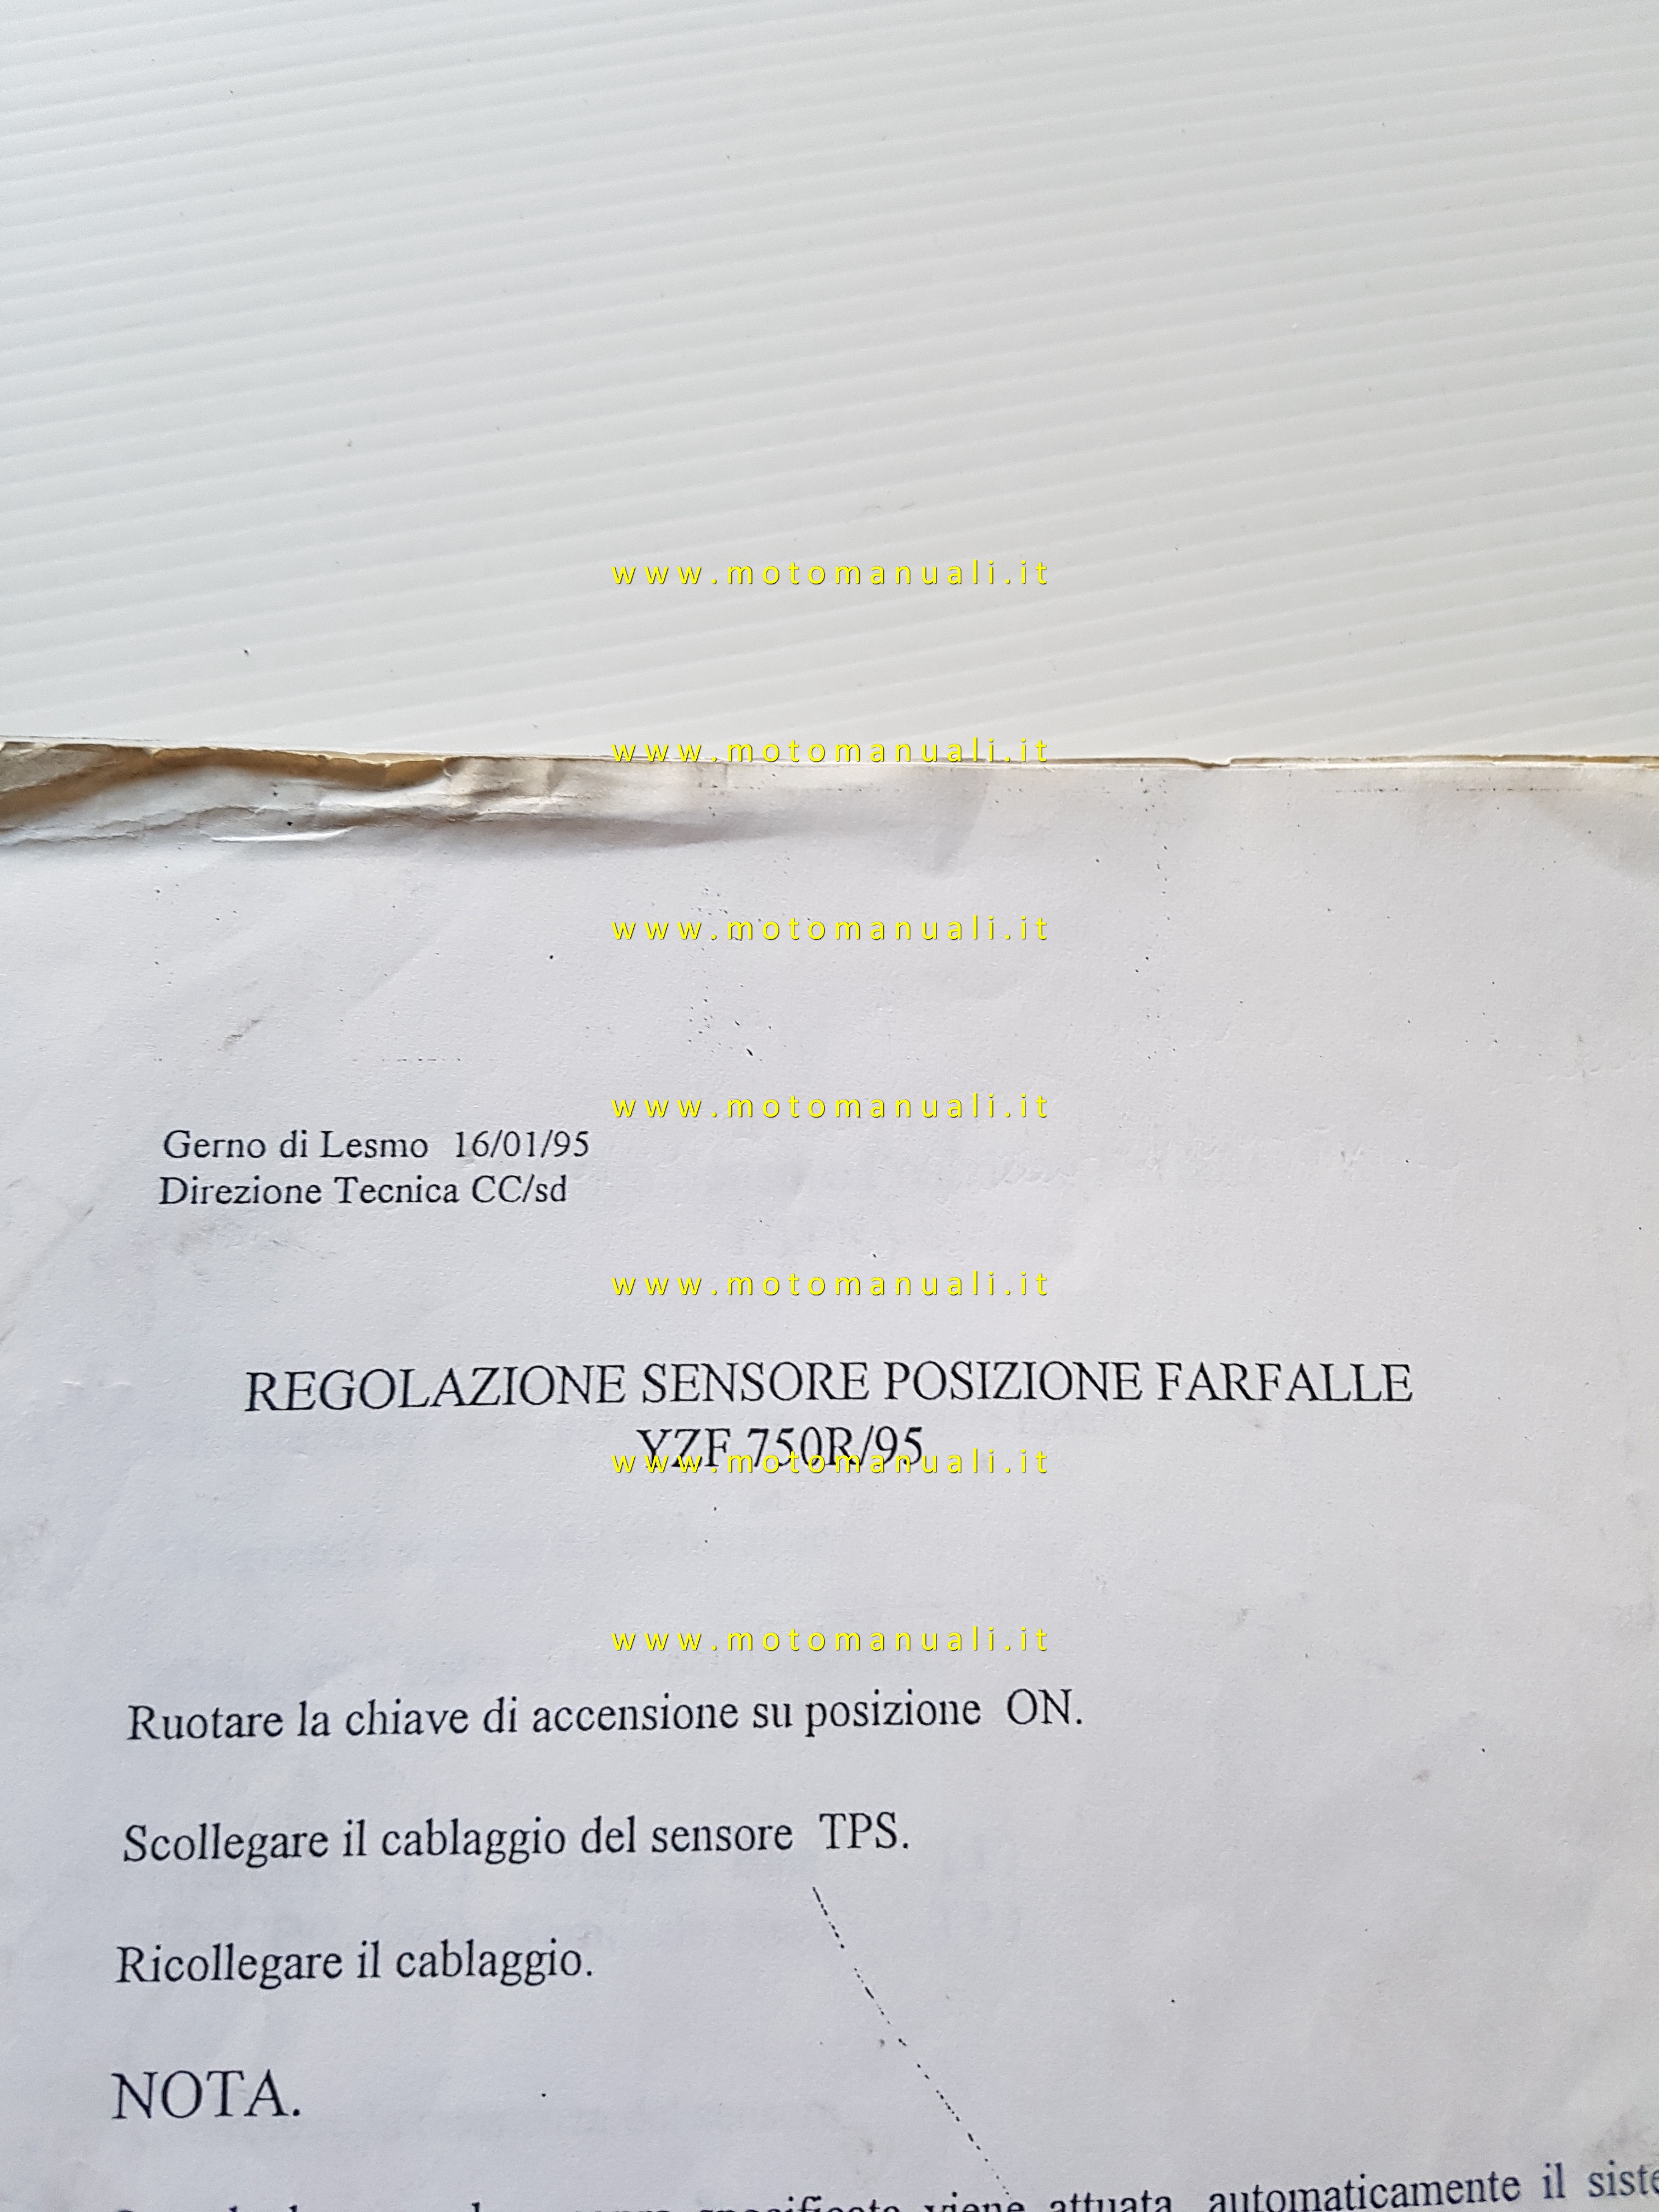 www.motomanuali.it
www.motomanuali.it
www.motomanuali.it
www.motomanuali.it
Gerno di Lesmo 16/01/95
Direzione Tecnica CC/sd
www.motomanuali.it
REGOLAZIONE SENSORE POSIZIONE FARFALLE
YZF 750R/95
www.motomanuali.it
www.motomanuali.it
Ruotare la chiave di accensione su posizione ON.
Scollegare il cablaggio del sensore TPS.
Ricollegare il cablaggio.
NOTA.
specificata viene attuata automaticamente il siste